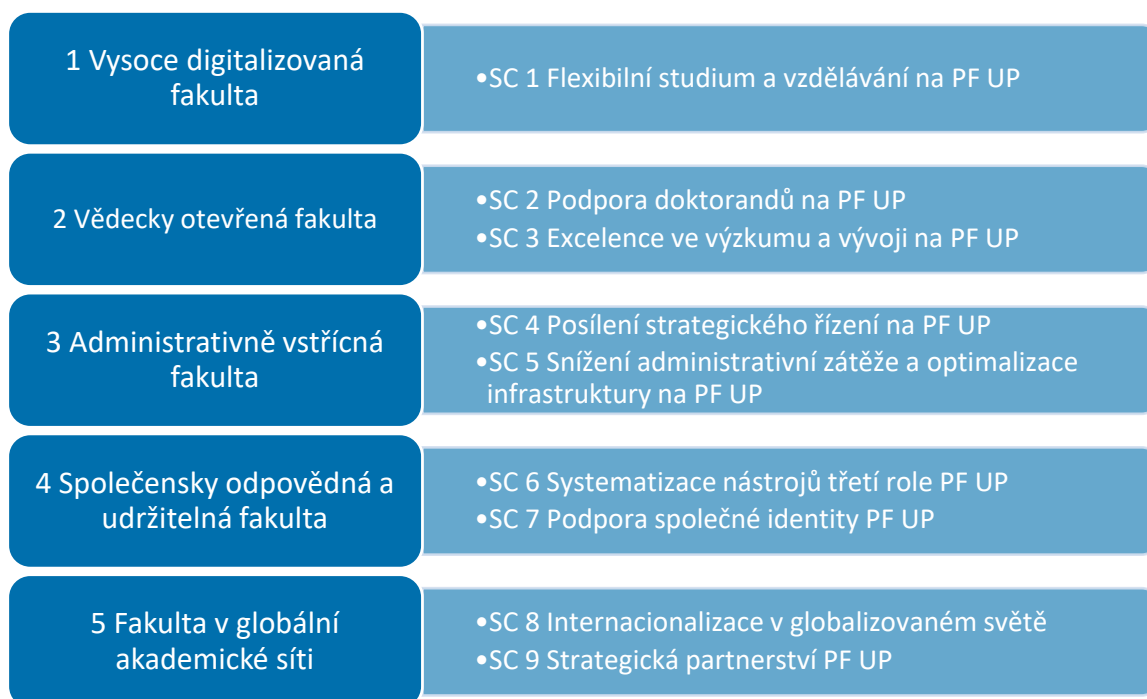 1 Vysoce digitalizovaná
fakulta
•SC 1 Flexibilní studium a vzdělávání na PF UP
2 Vědecky otevřená fakulta
•SC 2 Podpora doktorandů na PF UP
•SC 3 Excelence ve výzkumu a vývoji na PF UP
3 Administrativně vstřícná
fakulta
•SC 4 Posílení strategického řízení na PF UP
•SC 5 Snížení administrativní zátěže a optimalizace
infrastruktury na PF UP
4 Společensky odpovědná a
udržitelná fakulta
•SC 6 Systematizace nástrojů třetí role PF UP
•SC 7 Podpora společné identity PF UP
5 Fakulta v globální
akademické síti
•SC 8 Internacionalizace v globalizovaném světě
•SC 9 Strategická partnerství PF UP